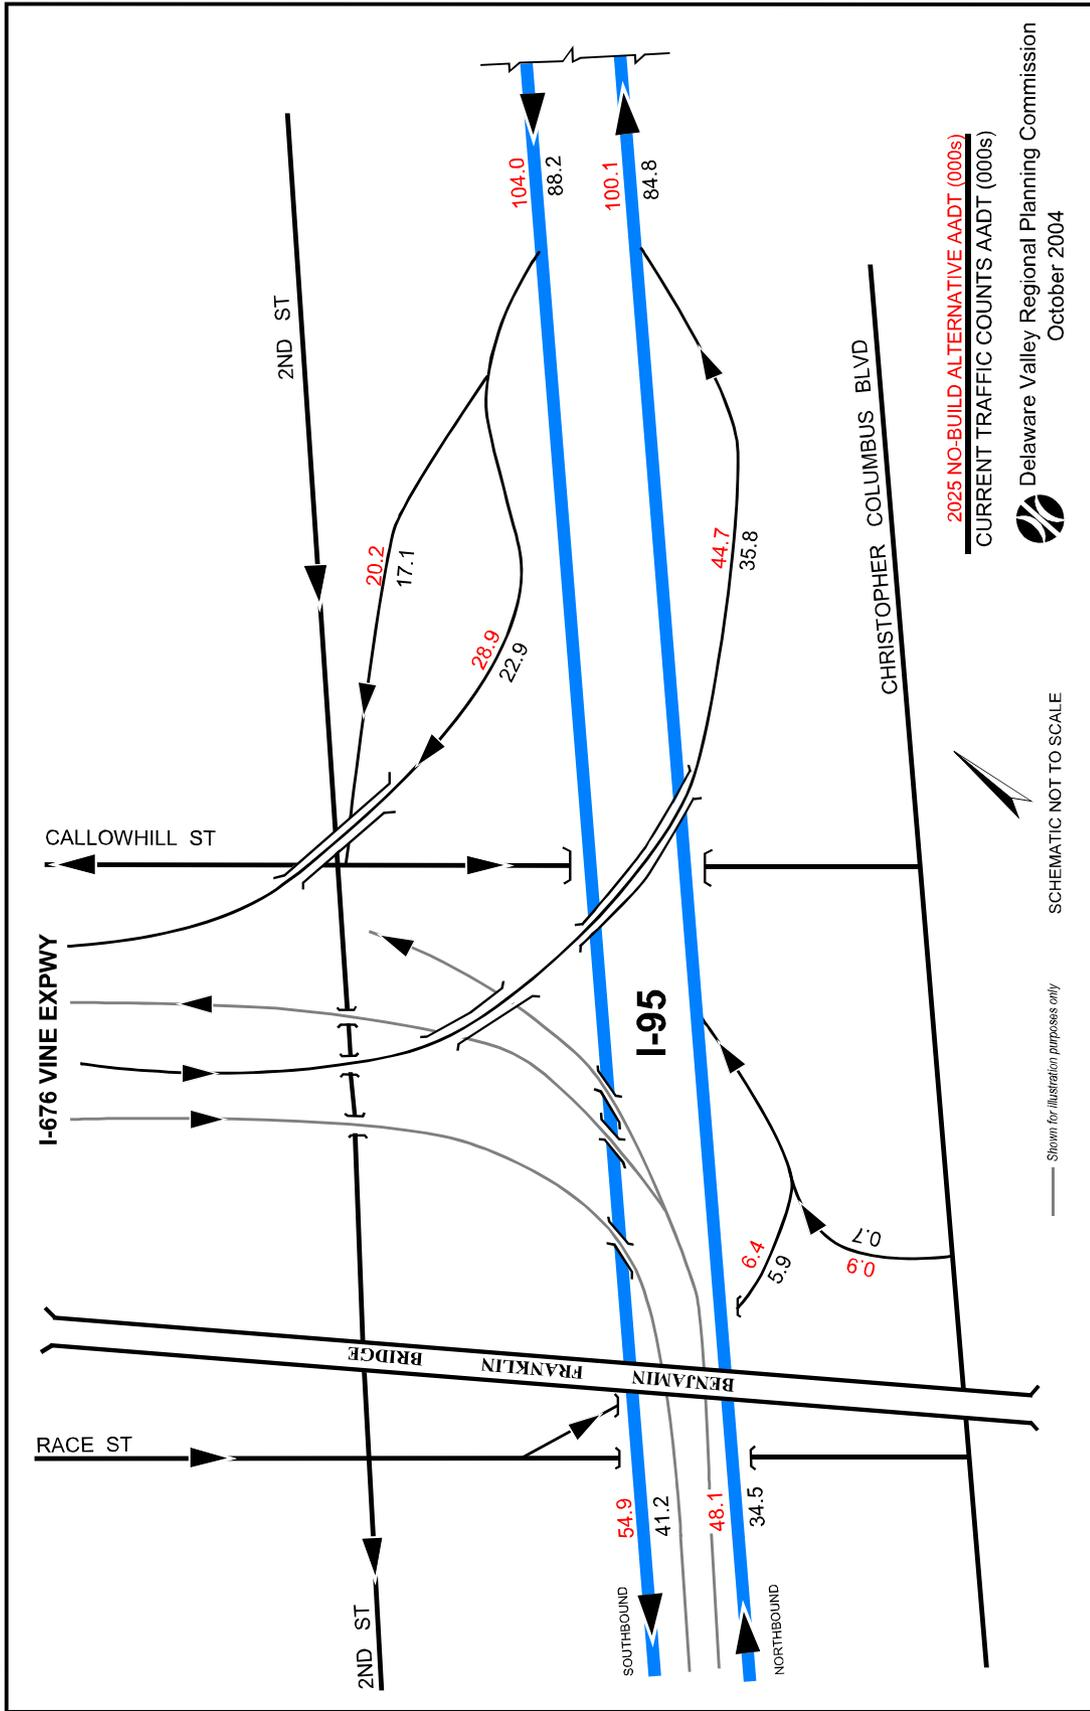 2ND ST
104.0
88.2
100.1
84.8
20.2
17.1
28.9
22.9
44.7
35.8
CHRISTOPHER COLUMBUS BLVD
CALLOWHILL ST
I-676 VINE EXPWY
I-95
6.4
5.9
0.7
0.9
BENJAMIN FRANKLIN BRIDGE
RACE ST
54.9
41.2
48.1
34.5
2ND ST
SOUTHBOUND
NORTHBOUND
Shown for illustration purposes only
SCHEMATIC NOT TO SCALE
2025 NO-BUILD ALTERNATIVE AADT (000s)
CURRENT TRAFFIC COUNTS AADT (000s)
Delaware Valley Regional Planning Commission
October 2004